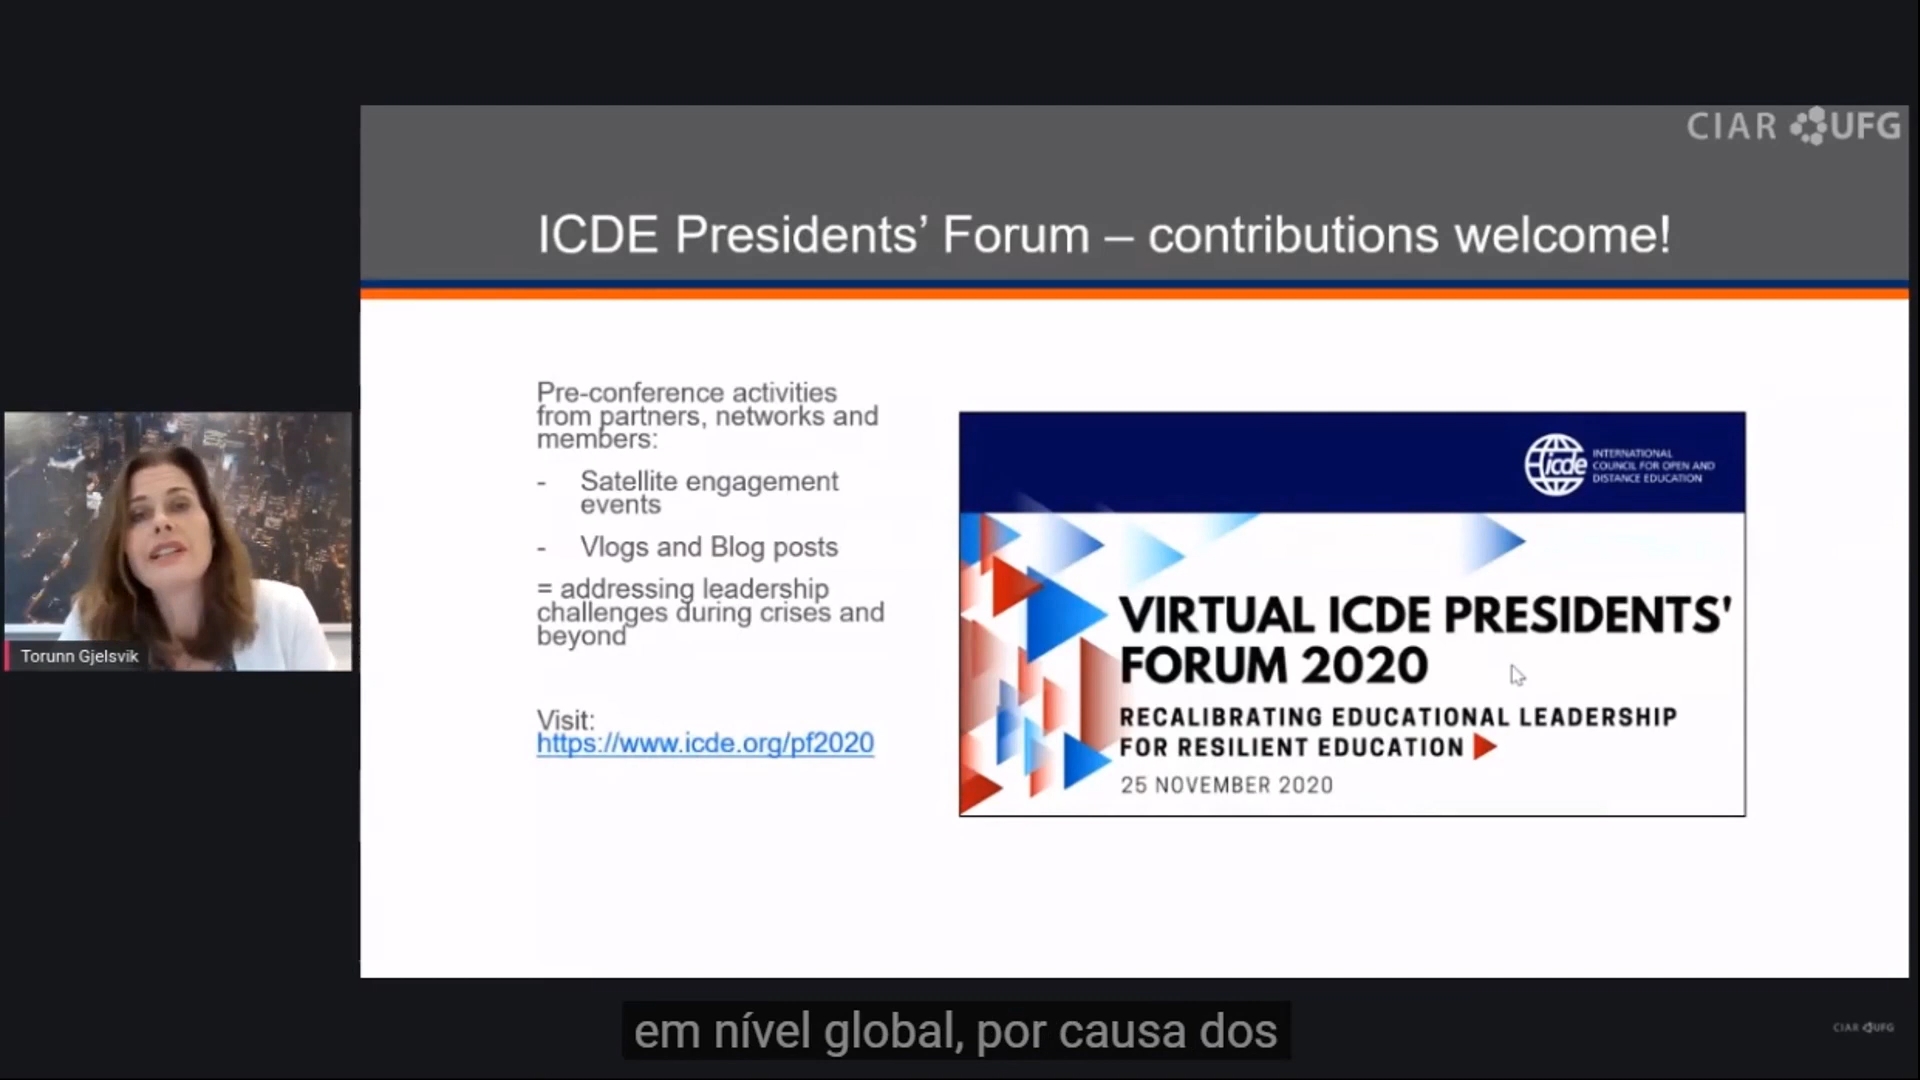 CIAR UFG
ICDE Presidents’ Forum – contributions welcome!
Pre-conference activities
from partners, networks and
members:
- Satellite engagement
events
- Vlogs and Blog posts
= addressing leadership
challenges during crises and
beyond
Visit:
https://www.icde.org/pf2020
icde
INTERNATIONAL
COUNCIL FOR OPEN AND
DISTANCE EDUCATION
VIRTUAL ICDE PRESIDENTS'
FORUM 2020
RECALIBRATING EDUCATIONAL LEADERSHIP
FOR RESILIENT EDUCATION
25 NOVEMBER 2020
Torunn Gjelsvik
em nível global, por causa dos
CIAR UFG